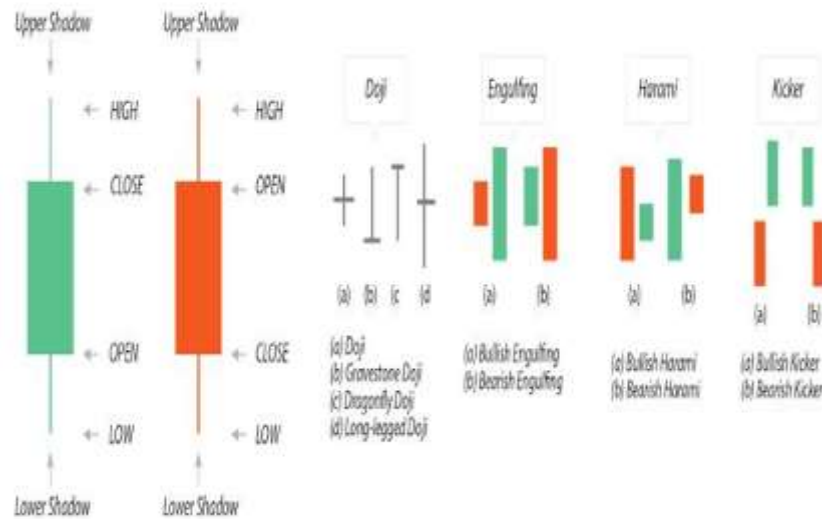 Upper Shadow
HIGH
CLOSE
OPEN
LOW
Lower Shadow
Upper Shadow
HIGH
OPEN
CLOSE
LOW
Lower Shadow
Doji
(a) (b) (c (d
(a) Doji
(b) Gravestone Doji
(c) Dragonfly Doji
(d) Long-legged Doji
Engulfing
(a) (b)
(a) Bullish Engulfing
(b) Bearish Engulfing
Harami
(a) (b)
(a) Bullish Harami
(b) Bearish Harami
Kicker
(a) (b)
(a) Bullish Kicker
(b) Bearish Kicker